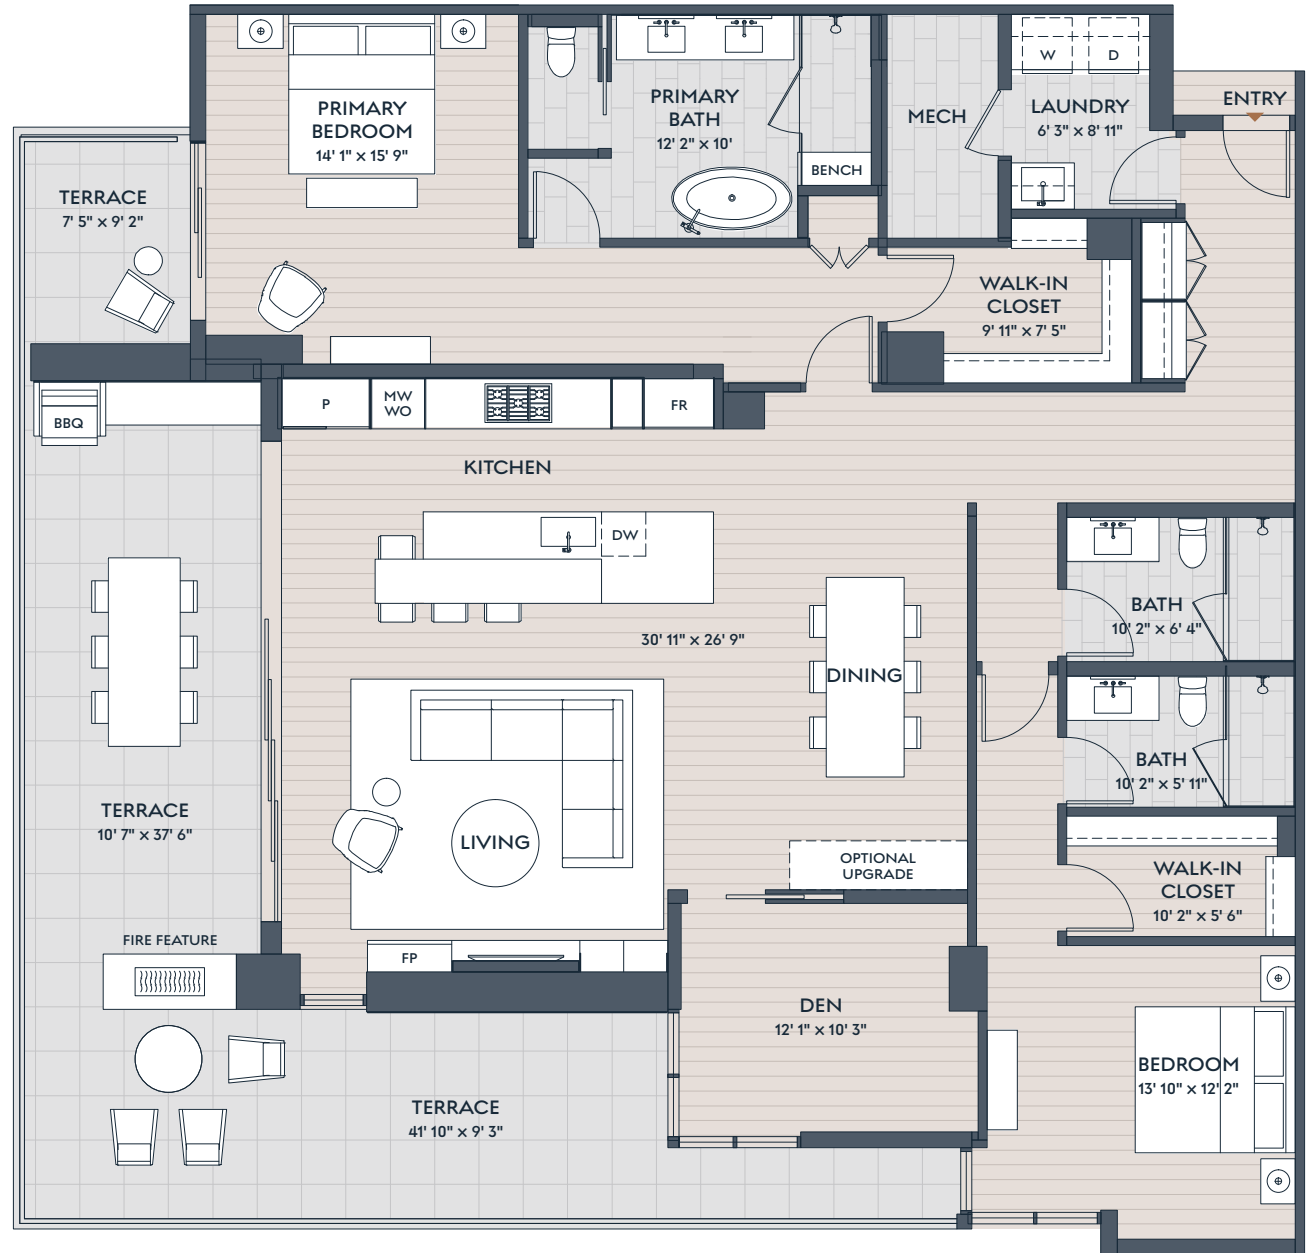 PRIMARY
BEDROOM
14' 1" x 15' 9"
PRIMARY
BATH
12' 2" x 10'
BENCH
MECH
W
D
LAUNDRY
6' 3" x 8' 11"
ENTRY
TERRACE
7' 5" x 9' 2"
WALK-IN
CLOSET
9' 11" x 7' 5"
BBQ
P
MW
WO
FR
KITCHEN
DW
30' 11" x 26' 9"
DINING
BATH
10' 2" x 6' 4"
BATH
10' 2" x 5' 11"
TERRACE
10' 7" x 37' 6"
LIVING
OPTIONAL
UPGRADE
WALK-IN
CLOSET
10' 2" x 5' 6"
FIRE FEATURE
FP
DEN
12' 1" x 10' 3"
BEDROOM
13' 10" x 12' 2"
TERRACE
41' 10" x 9' 3"